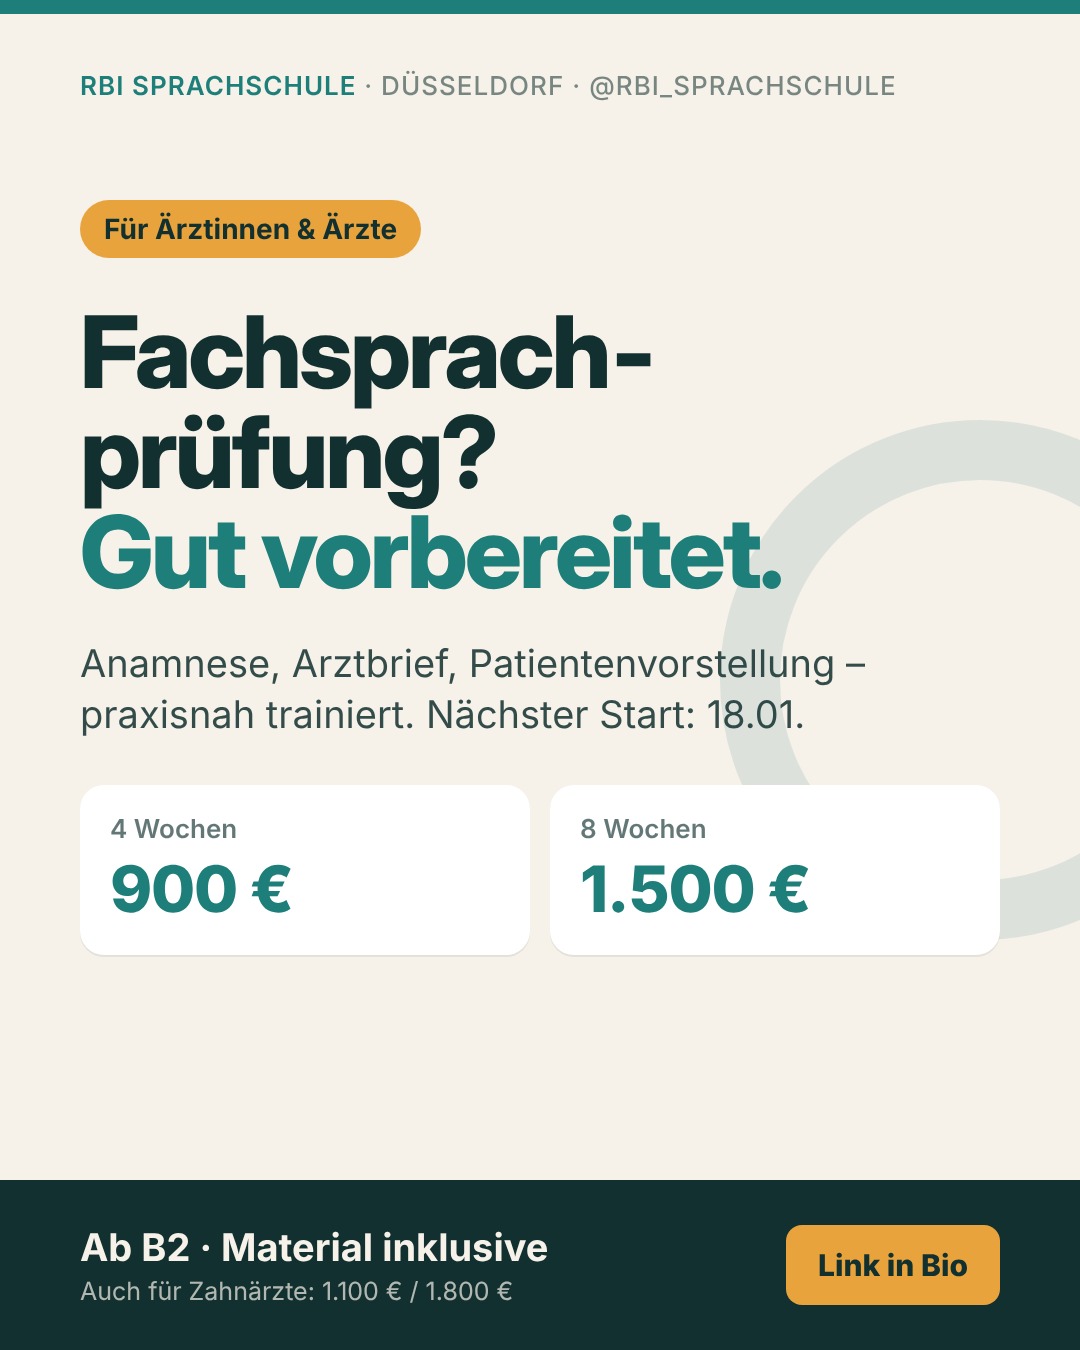 RBI SPRACHSCHULE · DÜSSELDORF · @RBI_SPRACHSCHULE
Für Ärztinnen & Ärzte
Fachsprach-
prüfung?
Gut vorbereitet.
Anamnese, Arztbrief, Patientenvorstellung –
praxisnah trainiert. Nächster Start: 18.01.
4 Wochen
900 €
8 Wochen
1.500 €
Ab B2 · Material inklusive
Auch für Zahnärzte: 1.100 € / 1.800 €
Link in Bio